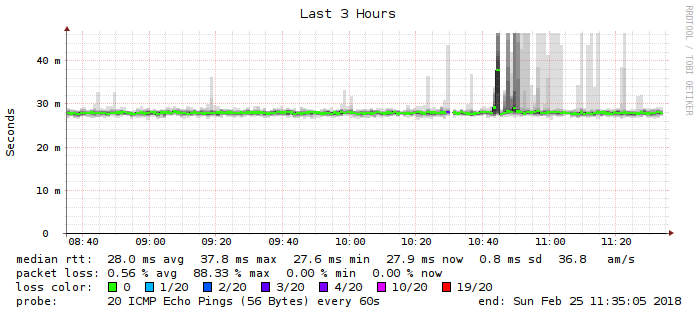 Last 3 Hours
RRDTOOL / TOBI OETIKER
Seconds
40 m
30 m
20 m
10 m
0
08:40 09:00 09:20 09:40 10:00 10:20 10:40 11:00 11:20
median rtt: 28.0 ms avg 37.8 ms max 27.6 ms min 27.9 ms now 0.8 ms sd 36.8 am/s
packet loss: 0.56 % avg 88.33 % max 0.00 % min 0.00 % now
loss color: 0 1/20 2/20 3/20 4/20 10/20 19/20
probe: 20 ICMP Echo Pings (56 Bytes) every 60s end: Sun Feb 25 11:35:05 2018